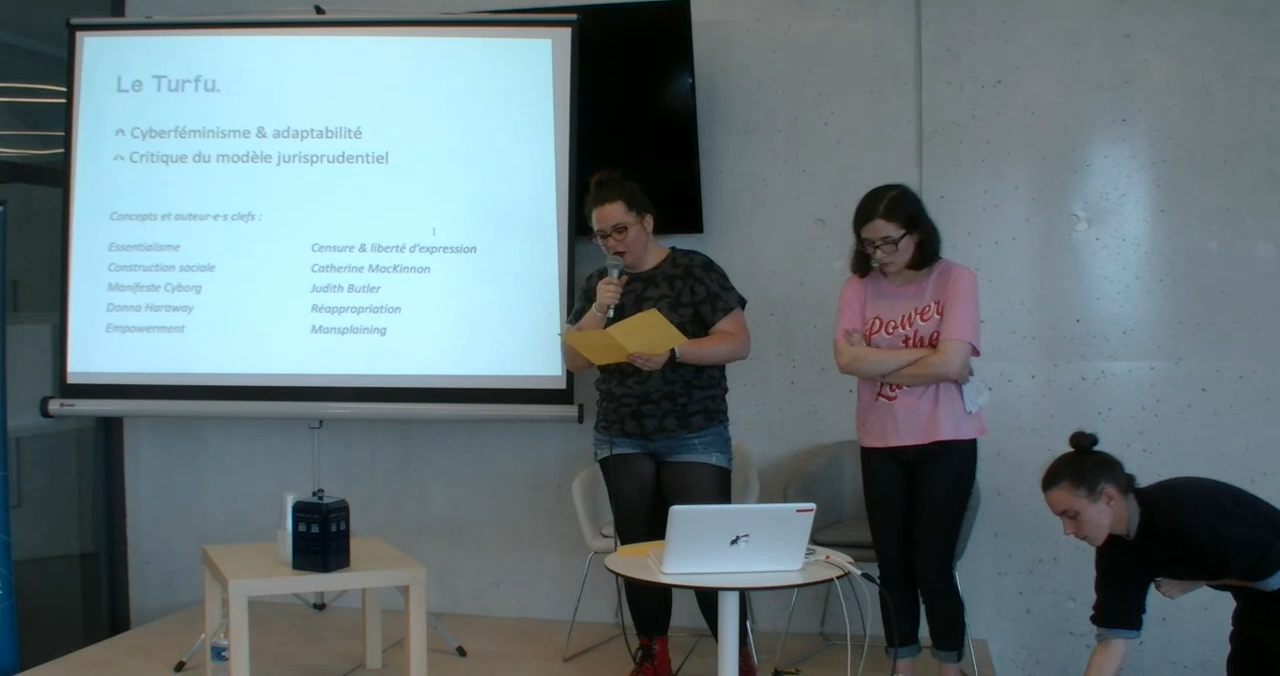 Le Turfu.
Cyberféminisme & adaptabilité
Critique du modèle jurisprudentiel
Concepts et auteur·e·s clefs :
Essentialisme
Construction sociale
Manifeste Cyborg
Donna Haraway
Empowerment
Censure & liberté d'expression
Catherine MacKinnon
Judith Butler
Réappropriation
Mansplaining
Power
the